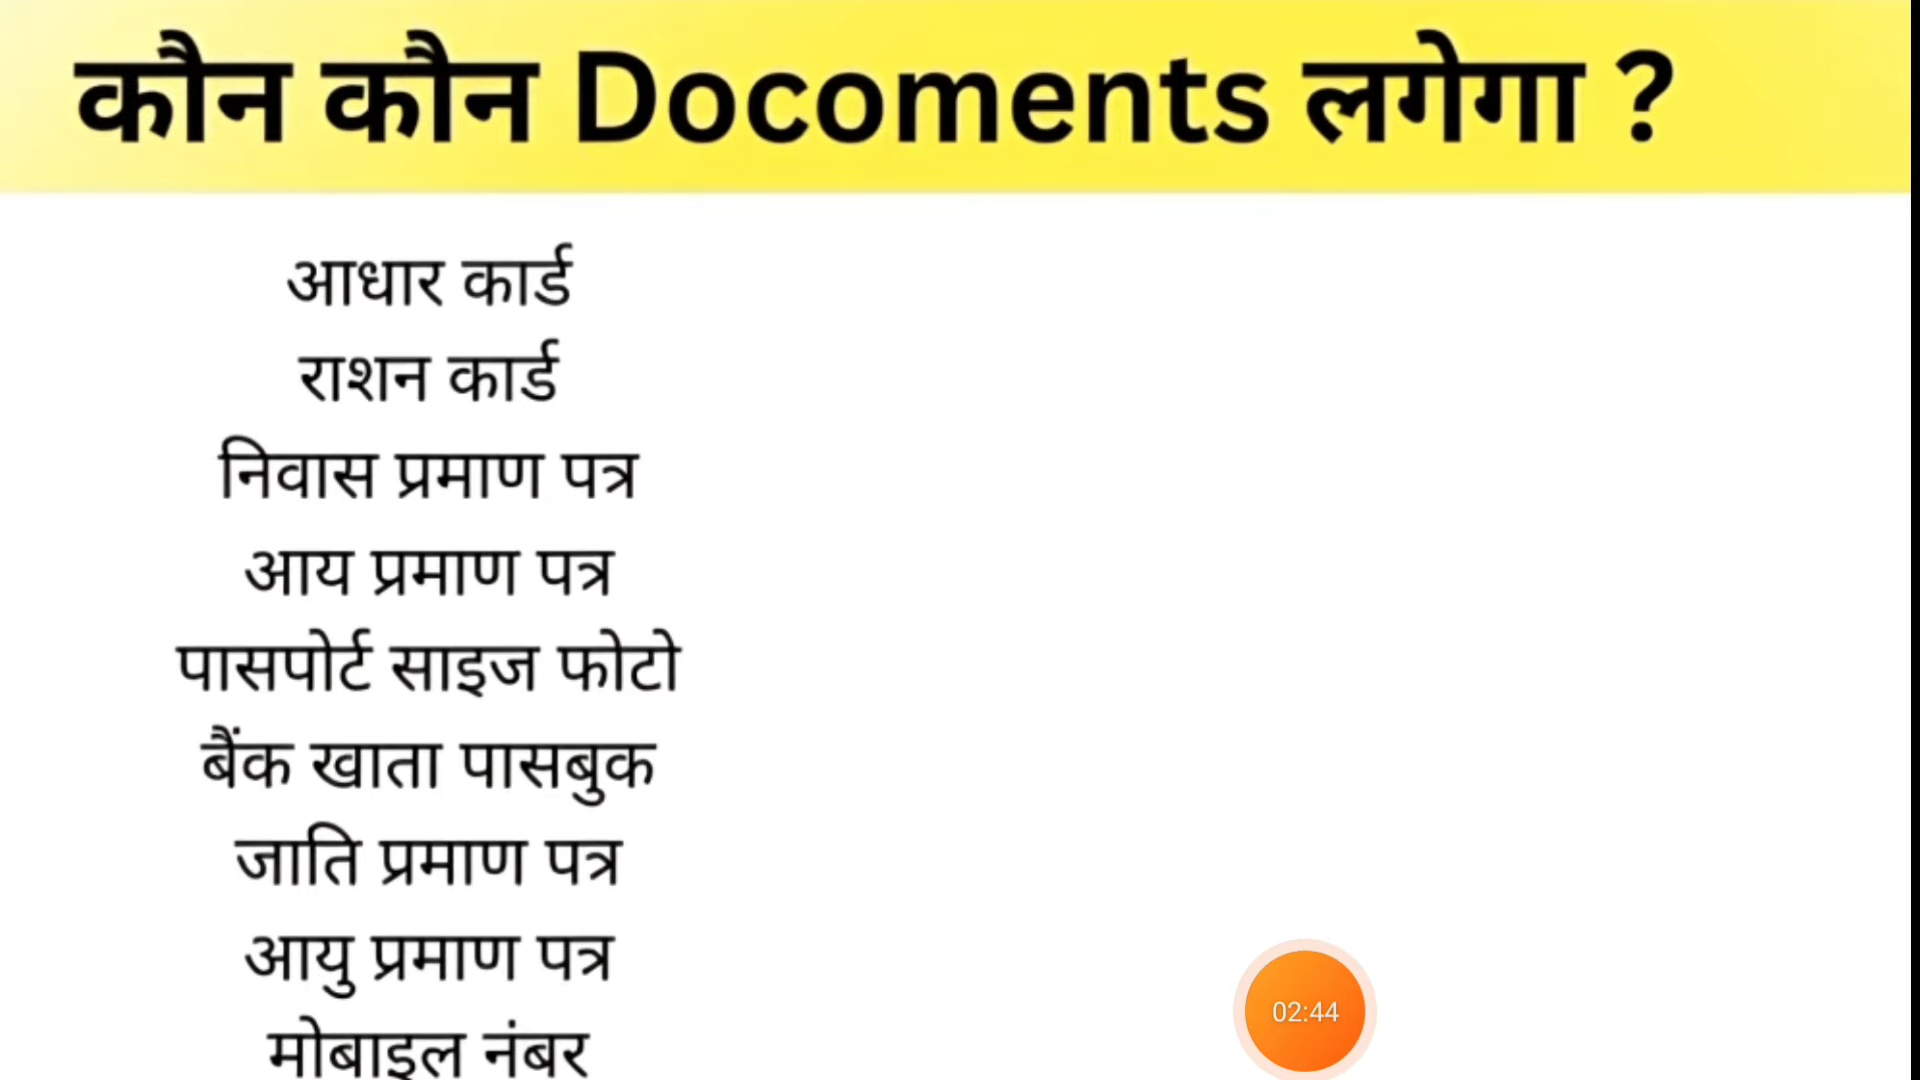 कौन कौन Docoments लगेगा ?
आधार कार्ड
राशन कार्ड
निवास प्रमाण पत्र
आय प्रमाण पत्र
पासपोर्ट साइज फोटो
बैंक खाता पासबुक
जाति प्रमाण पत्र
आयु प्रमाण पत्र
मोबाइल नंबर
02:44